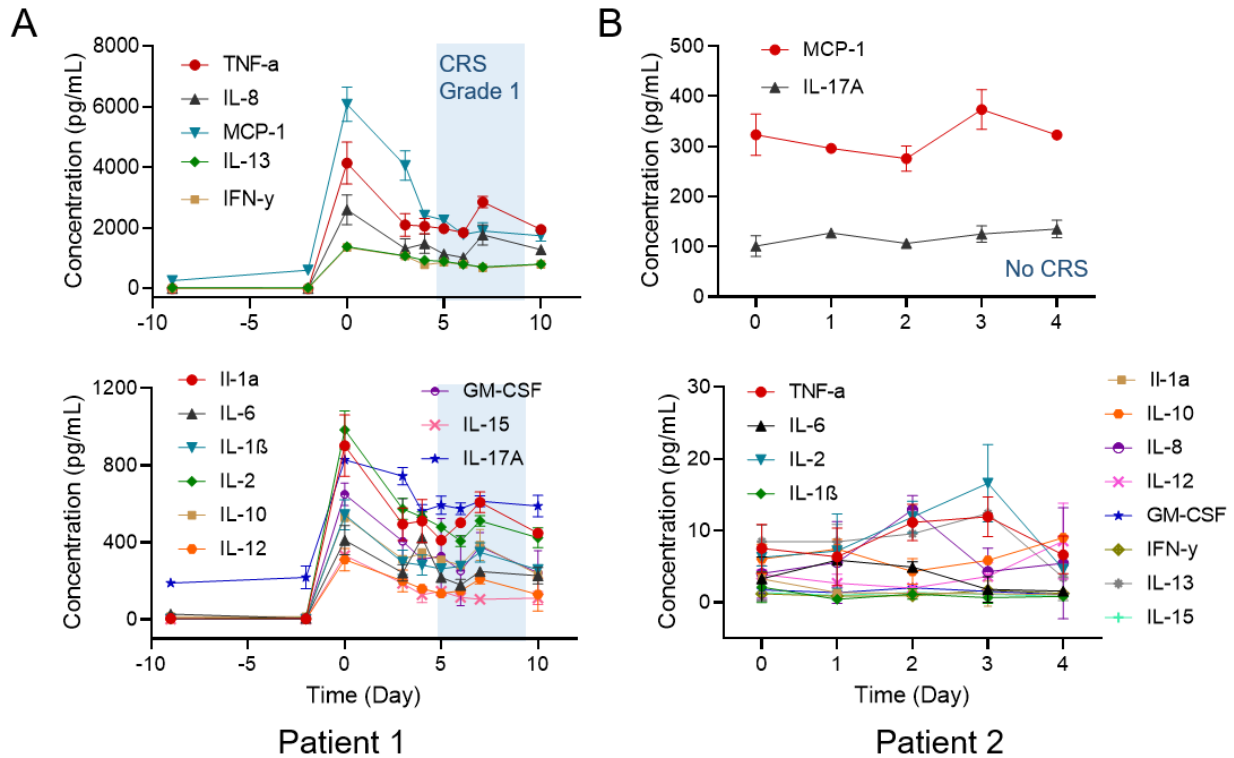 A
Concentration (pg/mL)
8000
6000
4000
2000
0
-10
-5
0
5
10
TNF-a
IL-8
MCP-1
IL-13
IFN-y
CRS
Grade 1
B
Concentration (pg/mL)
500
400
300
200
100
0
0
1
2
3
4
MCP-1
IL-17A
No CRS
Concentration (pg/mL)
1200
800
400
0
-10
-5
0
5
10
Time (Day)
Il-1a
IL-6
IL-1ß
IL-2
IL-10
IL-12
GM-CSF
IL-15
IL-17A
Patient 1
Concentration (pg/mL)
30
20
10
0
0
1
2
3
4
Time (Day)
TNF-a
IL-6
IL-2
IL-1ß
Il-1a
IL-10
IL-8
IL-12
GM-CSF
IFN-y
IL-13
IL-15
Patient 2